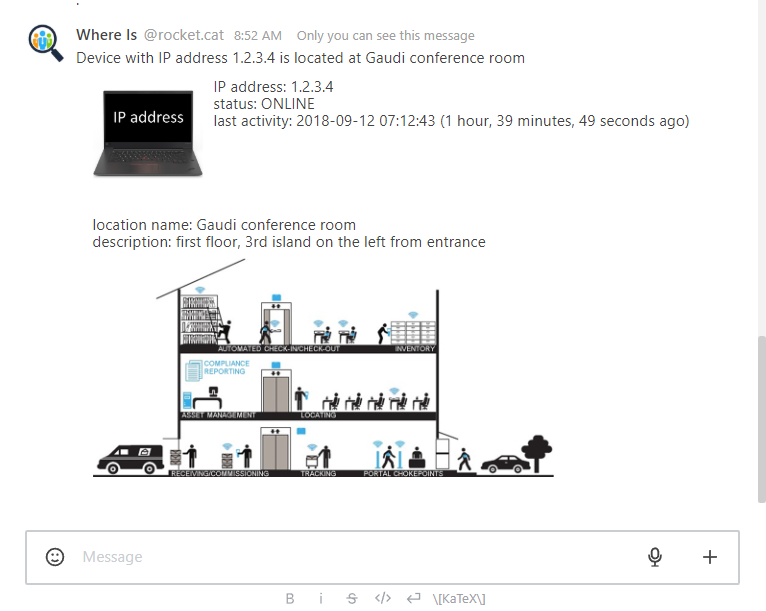 Where Is @rocket.cat 8:52 AM Only you can see this message
Device with IP address 1.2.3.4 is located at Gaudi conference room
IP address: 1.2.3.4
status: ONLINE
last activity: 2018-09-12 07:12:43 (1 hour, 39 minutes, 49 seconds ago)
IP address
location name: Gaudi conference room
description: first floor, 3rd island on the left from entrance
AUTOMATED CHECK-IN/CHECK-OUT INVENTORY
COMPLIANCE
REPORTING
ASSET MANAGEMENT LOCATING
RECEIVING/COMMISSIONING TRACKING PORTAL CHOKEPOINTS
Message
B i S </> \[KaTeX\]